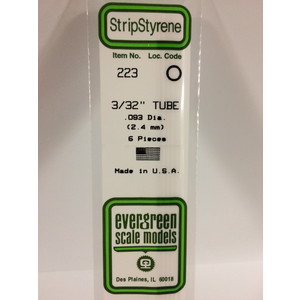 StripStyrene
Item No. Loc. Code
223
3/32" TUBE
.093 Dia.
(2.4 mm)
6 Pieces
Made in U.S.A.
evergreen
scale models
Des Plaines, IL 60018